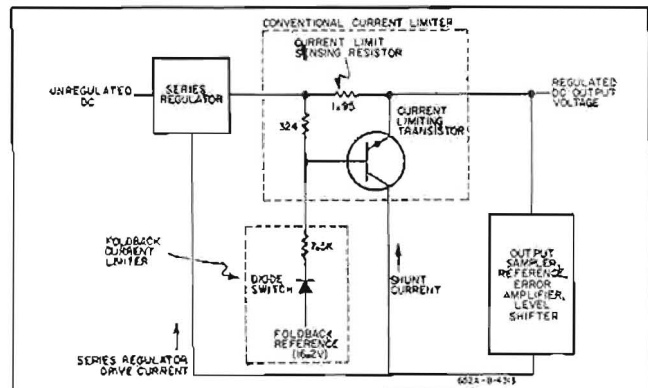 CONVENTIONAL CURRENT LIMITER
CURRENT LIMIT
SENSING RESISTOR
UNREGULATED
DC
SERIES
REGULATOR
1.95
REGULATED
DC OUTPUT
VOLTAGE
324
CURRENT
LIMITING
TRANSISTOR
FOLDBACK
CURRENT
LIMITER
7.5K
DIODE
SWITCH
SHUNT
CURRENT
OUTPUT
SAMPLER,
REFERENCE
ERROR
AMPLIFIER,
LEVEL
SHIFTER
FOLDBACK
REFERENCE
(16.2V)
SERIES REGULATOR
DRIVE CURRENT